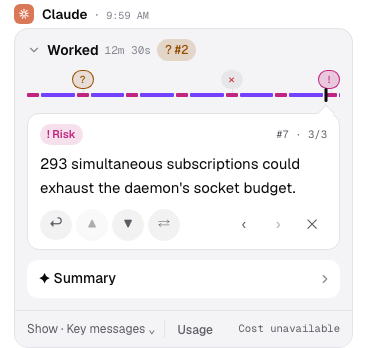 Claude · 9:59 AM
Worked 12m 30s ? #2
? × !
! Risk #7 · 3/3
293 simultaneous subscriptions could
exhaust the daemon's socket budget.
Summary
Show · Key messages Usage Cost unavailable